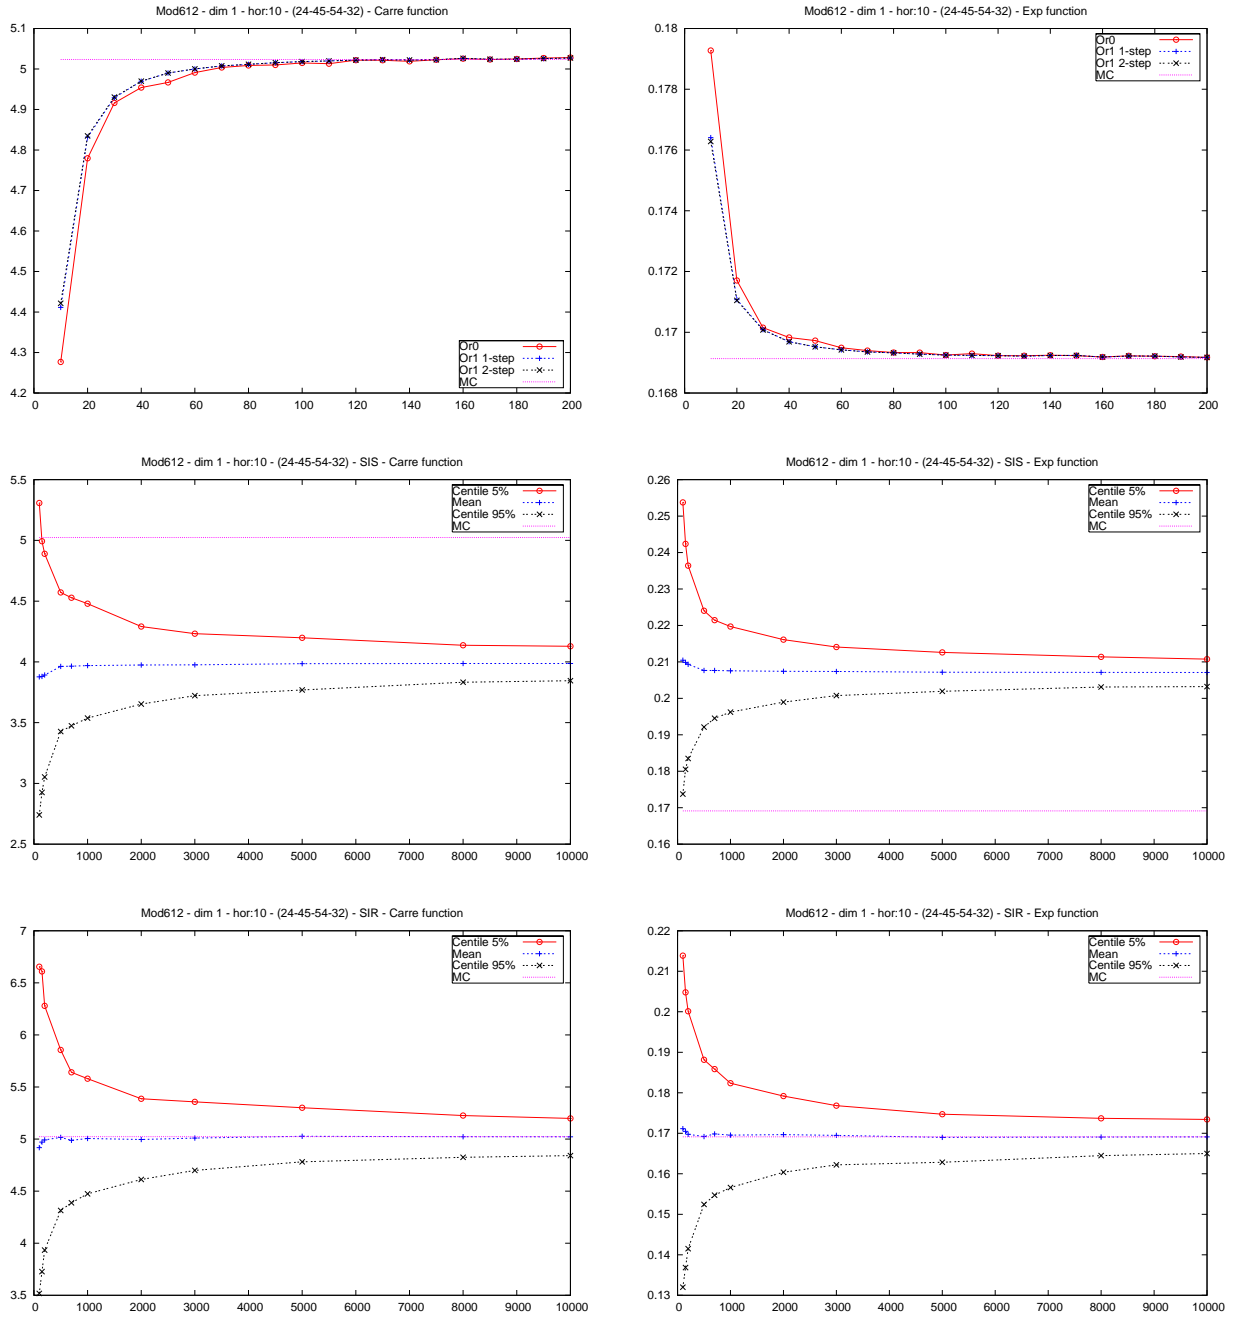 Mod612 - dim 1 - hor:10 - (24-45-54-32) - Carre function
5.1
5
4.9
4.8
4.7
4.6
4.5
4.4
4.3
4.2
0 20 40 60 80 100 120 140 160 180 200
Or0
Or1 1-step
Or1 2-step
MC
Mod612 - dim 1 - hor:10 - (24-45-54-32) - Exp function
0.18
0.178
0.176
0.174
0.172
0.17
0.168
0 20 40 60 80 100 120 140 160 180 200
Or0
Or1 1-step
Or1 2-step
MC
Mod612 - dim 1 - hor:10 - (24-45-54-32) - SIS - Carre function
5.5
5
4.5
4
3.5
3
2.5
0 1000 2000 3000 4000 5000 6000 7000 8000 9000 10000
Centile 5%
Mean
Centile 95%
MC
Mod612 - dim 1 - hor:10 - (24-45-54-32) - SIS - Exp function
0.26
0.25
0.24
0.23
0.22
0.21
0.2
0.19
0.18
0.17
0.16
0 1000 2000 3000 4000 5000 6000 7000 8000 9000 10000
Centile 5%
Mean
Centile 95%
MC
Mod612 - dim 1 - hor:10 - (24-45-54-32) - SIR - Carre function
7
6.5
6
5.5
5
4.5
4
3.5
0 1000 2000 3000 4000 5000 6000 7000 8000 9000 10000
Centile 5%
Mean
Centile 95%
MC
Mod612 - dim 1 - hor:10 - (24-45-54-32) - SIR - Exp function
0.22
0.21
0.2
0.19
0.18
0.17
0.16
0.15
0.14
0.13
0 1000 2000 3000 4000 5000 6000 7000 8000 9000 10000
Centile 5%
Mean
Centile 95%
MC